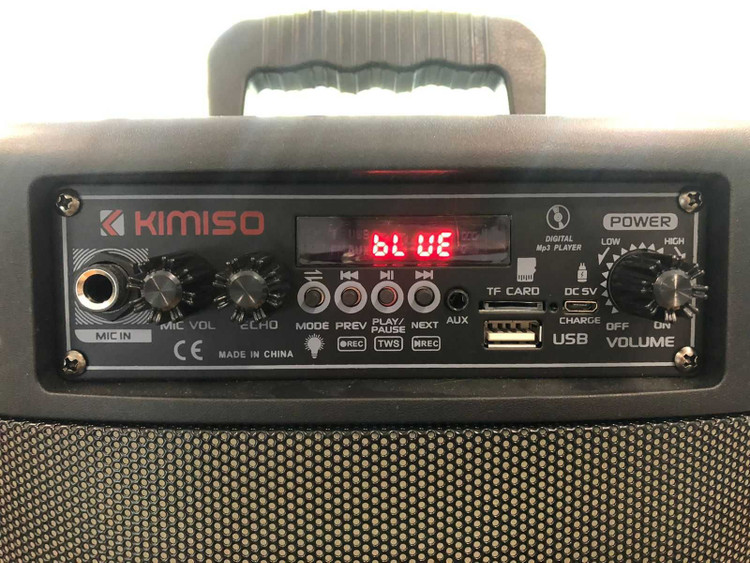 KIMISO
bLUE
POWER
DIGITAL
Mp3 PLAYER
LOW
HIGH
TF CARD
DC 5V
CHARGE
OFF
ON
VOLUME
USB
AUX
MODE
PREV
PLAY/
PAUSE
NEXT
REC
TWS
REC
MIC IN
MIC VOL
ECHO
CE
MADE IN CHINA